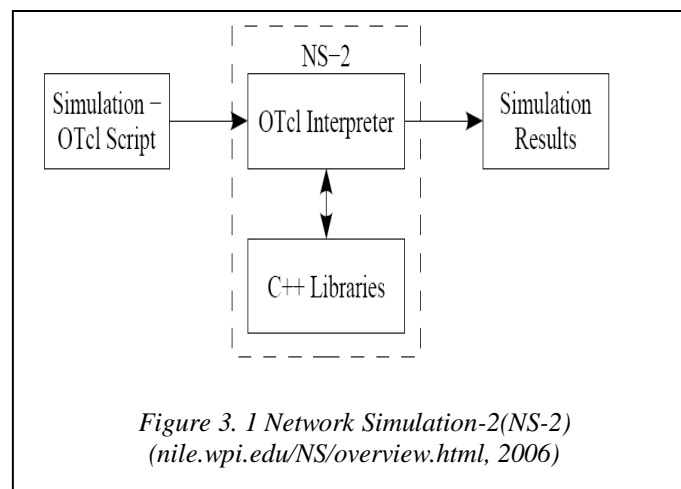 NS−2
Simulation −
OTcl Script
OTcl Interpreter
Simulation
Results
C++ Libraries
Figure 3. 1 Network Simulation-2(NS-2)
(nile.wpi.edu/NS/overview.html, 2006)